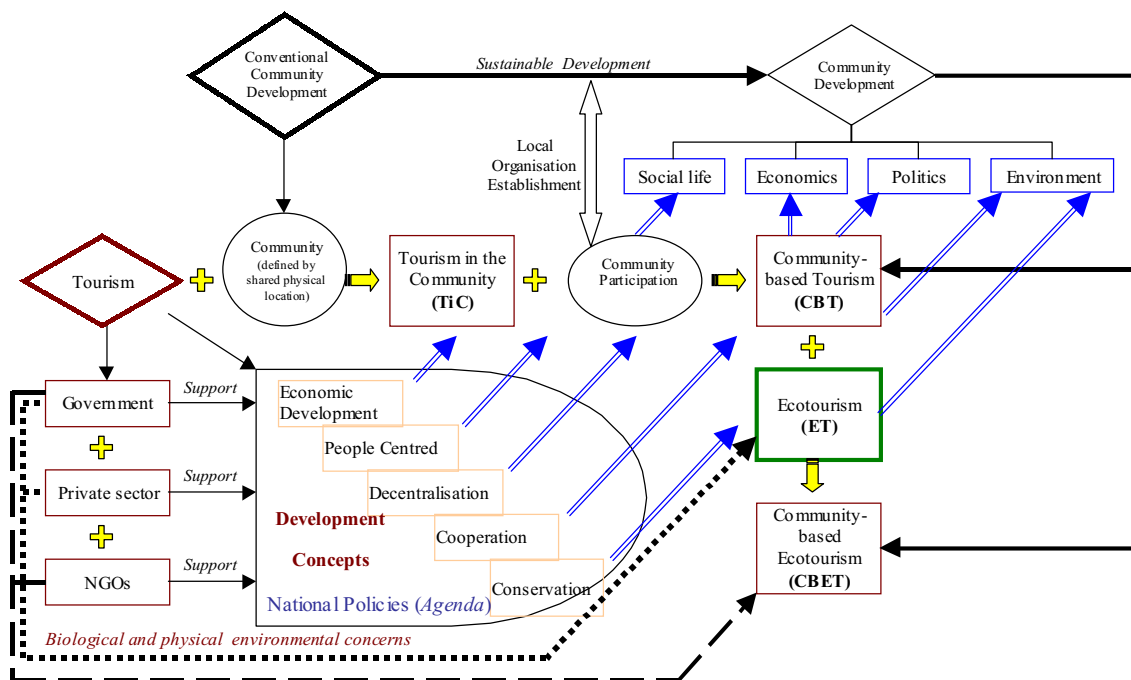 Conventional
Community
Development
Sustainable Development
Community
Development
Local
Organisation
Establishment
Social life
Economics
Politics
Environment
Tourism
Community
(defined by
shared physical
location)
Tourism in the
Community
(TiC)
Community
Participation
Community-
based Tourism
(CBT)
Government
Support
Economic
Development
People Centred
Ecotourism
(ET)
Private sector
Support
Decentralisation
Development
Concepts
Cooperation
Community-
based
Ecotourism
(CBET)
NGOs
Support
Conservation
National Policies (Agenda)
Biological and physical environmental concerns